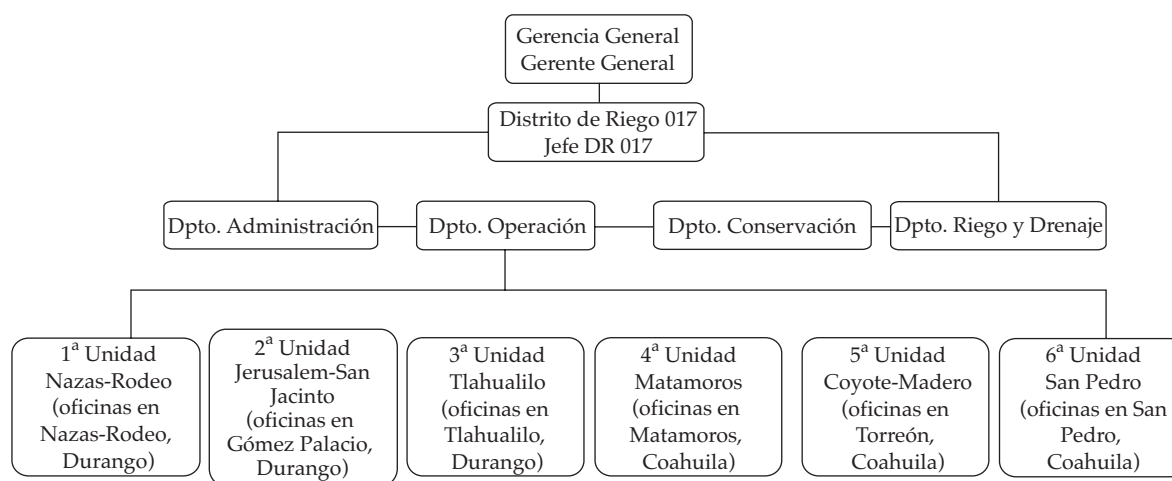 Gerencia General
Gerente General
Distrito de Riego 017
Jefe DR 017
Dpto. Administración
Dpto. Operación
Dpto. Conservación
Dpto. Riego y Drenaje
1ª Unidad
Nazas-Rodeo
(oficinas en
Nazas-Rodeo,
Durango)
2ª Unidad
Jerusalem-San
Jacinto
(oficinas en
Gómez Palacio,
Durango)
3ª Unidad
Tlahualilo
(oficinas en
Tlahualilo,
Durango)
4ª Unidad
Matamoros
(oficinas en
Matamoros,
Coahuila)
5ª Unidad
Coyote-Madero
(oficinas en
Torreón,
Coahuila)
6ª Unidad
San Pedro
(oficinas en San
Pedro,
Coahuila)